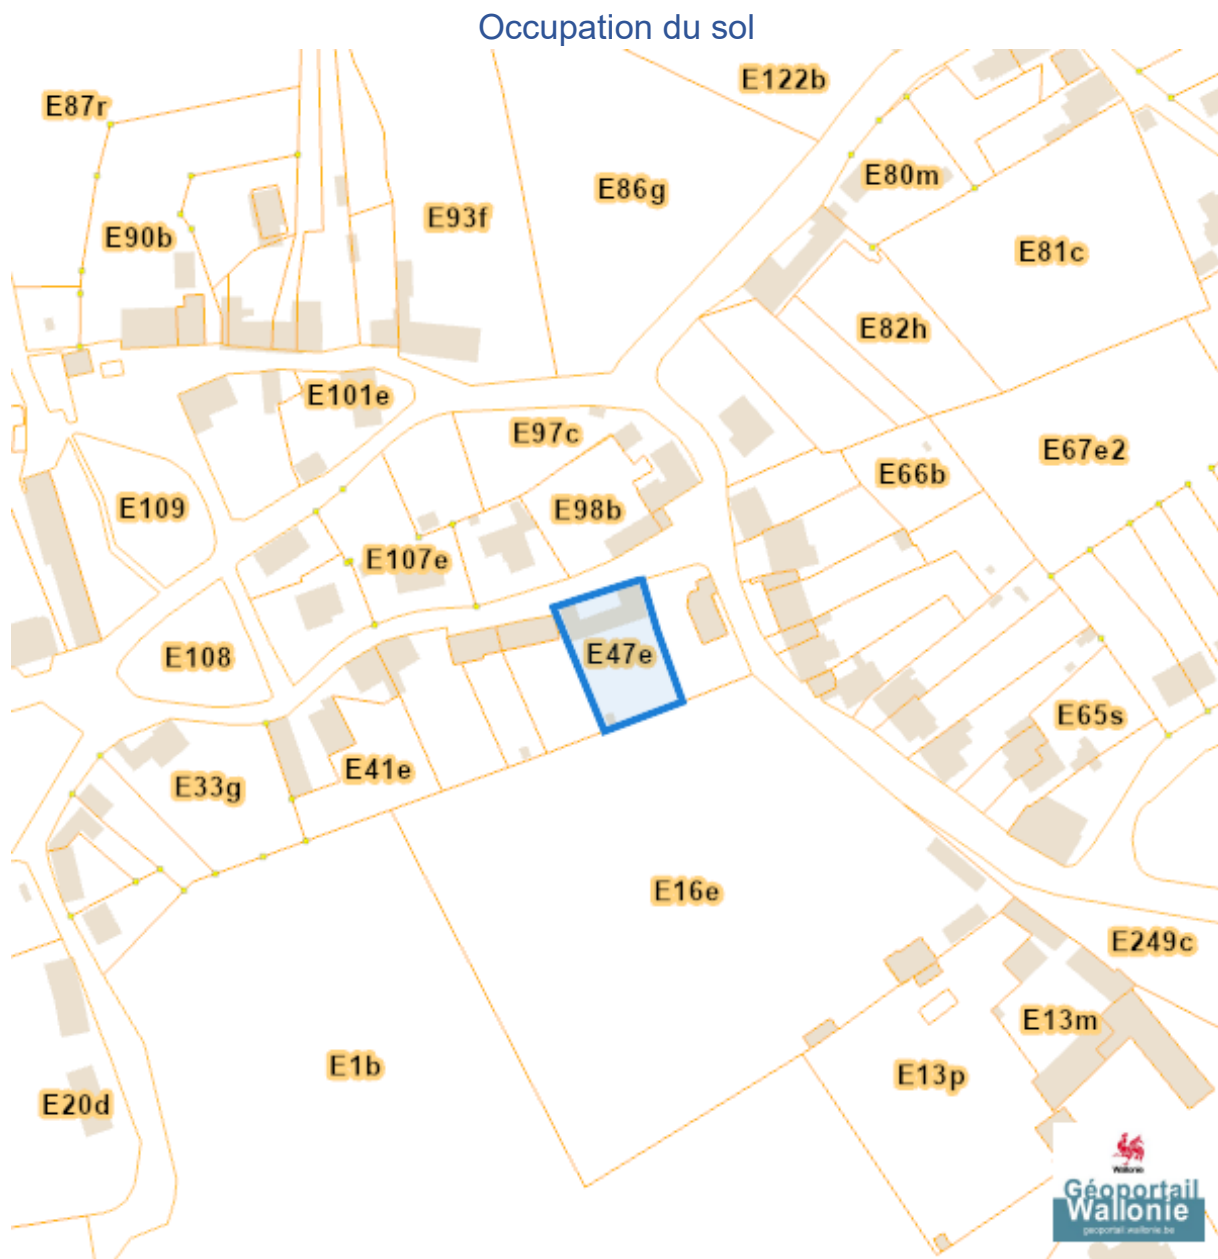 Occupation du sol
E122b
E87r
E80m
E86g
E93f
E90b
E81c
E82h
E101e
E97c
E67e2
E66b
E109
E98b
E107e
E47e
E108
E65s
E41e
E33g
E16e
E249c
E13m
E1b
E13p
E20d
Wallonie
Géoportail
Wallonie
geoportail.wallonie.be